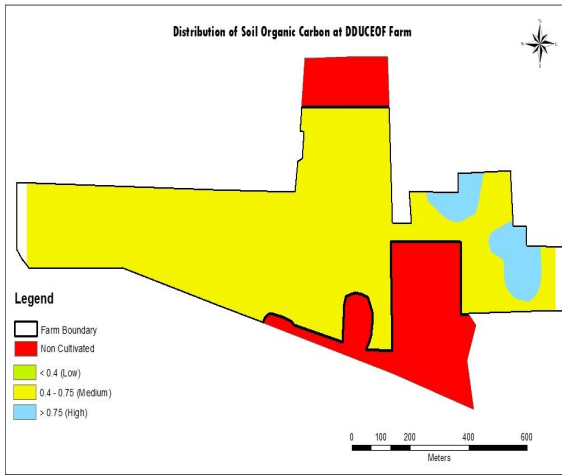 Distribution of Soil Organic Carbon at DDUCEOF Farm
N
W E
S
Legend
Farm Boundary
Non Cultivated
< 0.4 (Low)
0.4 - 0.75 (Medium)
> 0.75 (High)
0 100 200 400 600
Meters